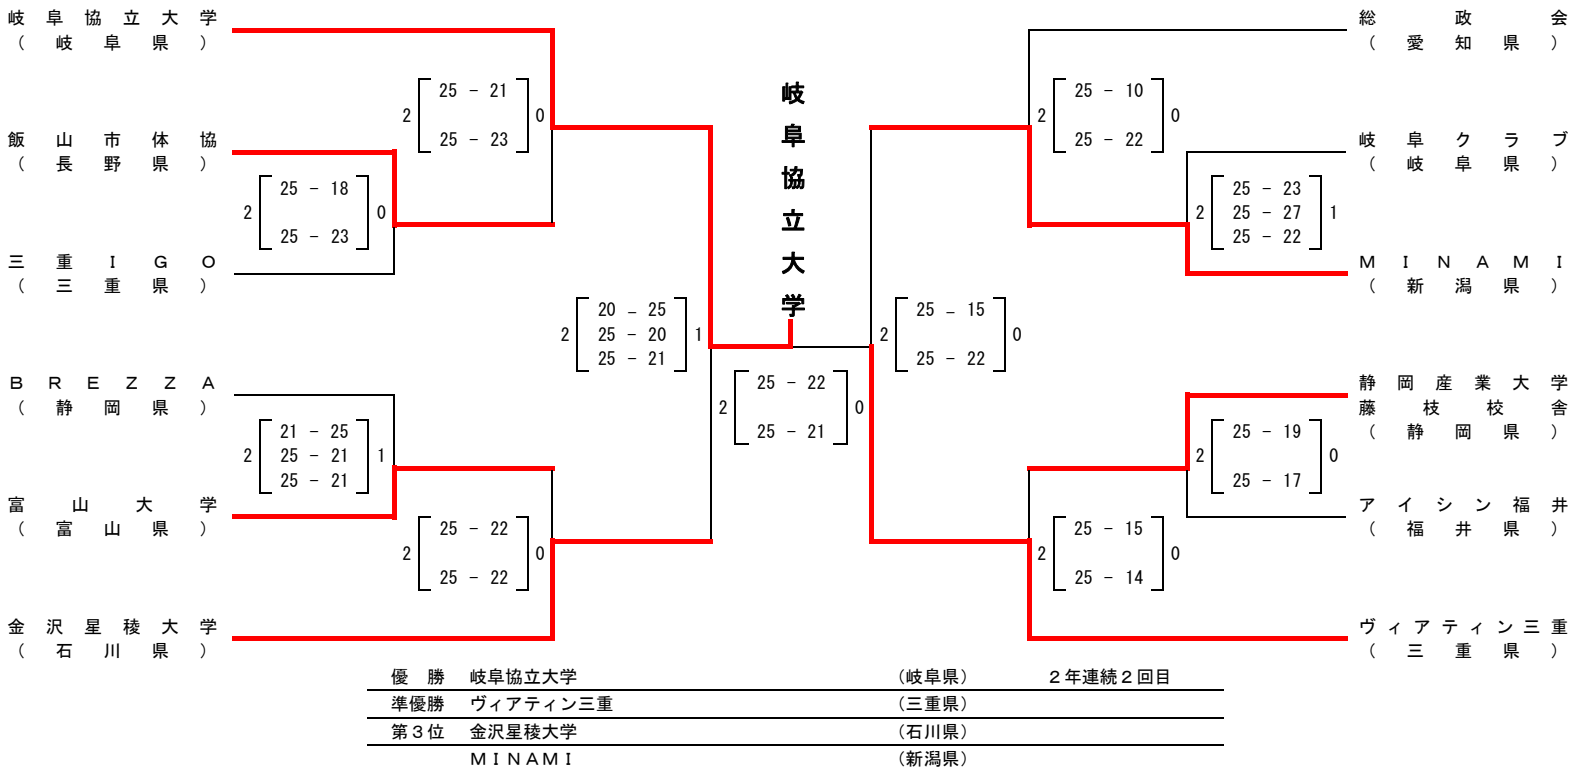 岐阜協立大学
（岐阜県）
飯山市体協
（長野県）
三重ＩＧＯ
（三重県）
ＢＲＥＺＺＡ
（静岡県）
富山大学
（富山県）
金沢星稜大学
（石川県）
2 25 － 18 0
25 － 23
2 21 － 25 1
25 － 21
25 － 21
2 25 － 21 0
25 － 23
2 25 － 22 0
25 － 22
2 20 － 25 1
25 － 20
25 － 21
岐阜協立大学
2 25 － 22 0
25 － 21
2 25 － 15 0
25 － 22
2 25 － 10 0
25 － 22
2 25 － 15 0
25 － 14
2 25 － 23 1
25 － 27
25 － 22
2 25 － 19 0
25 － 17
総政会
（愛知県）
岐阜クラブ
（岐阜県）
ＭＩＮＡＭＩ
（新潟県）
静岡産業大学
藤枝校舎
（静岡県）
アイシン福井
（福井県）
ヴィアティン三重
（三重県）
優　勝　岐阜協立大学　（岐阜県）　２年連続２回目
準優勝　ヴィアティン三重　（三重県）
第３位　金沢星稜大学　（石川県）
ＭＩＮＡＭＩ　（新潟県）